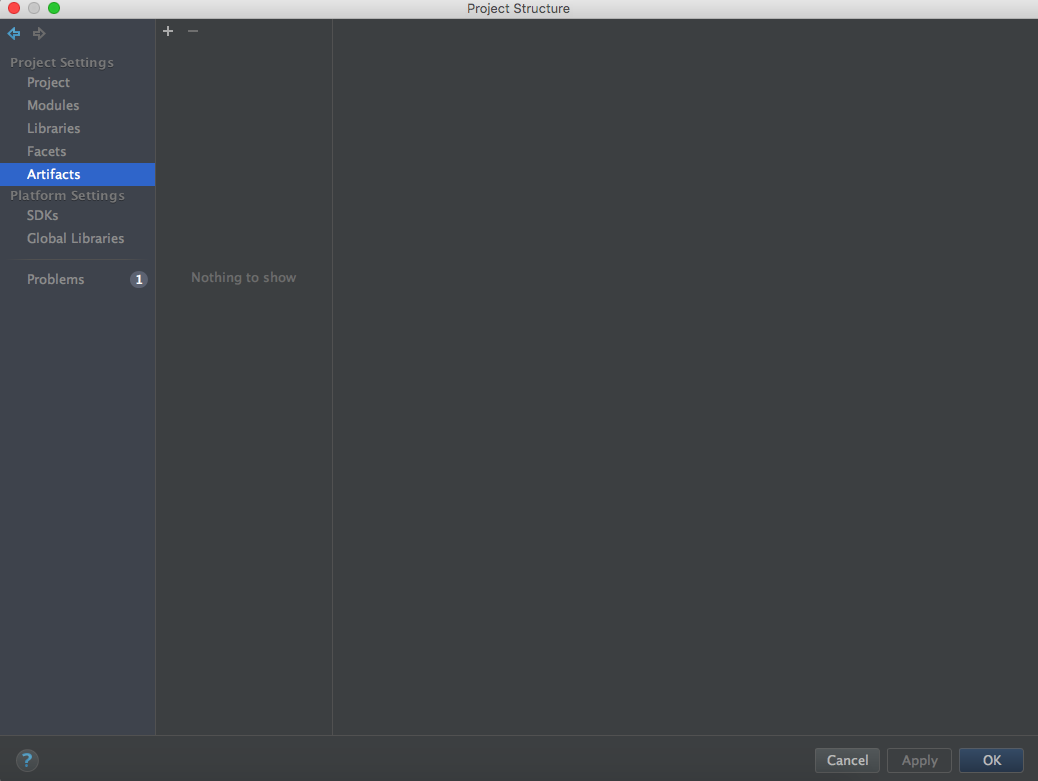 Project Structure
+ −
Project Settings
Project
Modules
Libraries
Facets
Artifacts
Platform Settings
SDKs
Global Libraries
Problems 1
Nothing to show
? Cancel Apply OK